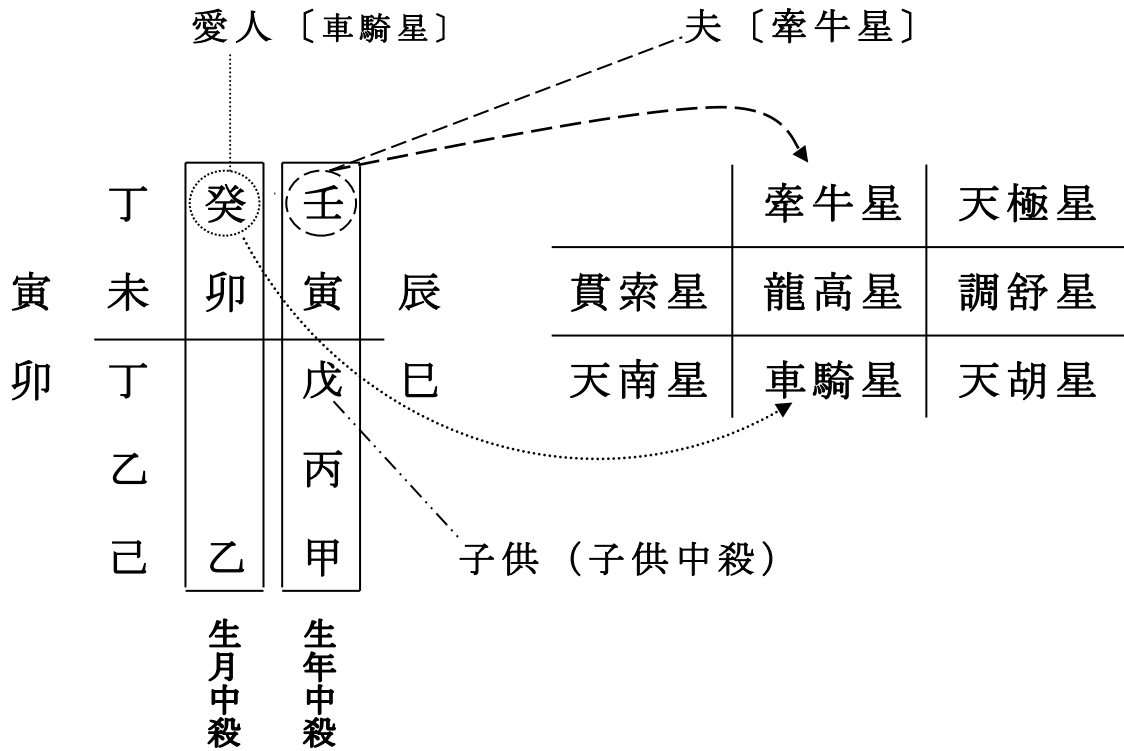 愛人〔車騎星〕 夫〔牽牛星〕
丁 癸 壬 牽牛星 天極星
寅 未 卯 寅 辰 貫索星 龍高星 調舒星
卯 丁 戊 巳 天南星 車騎星 天胡星
乙 丙
己 乙 甲 子供（子供中殺）
生月中殺
生年中殺